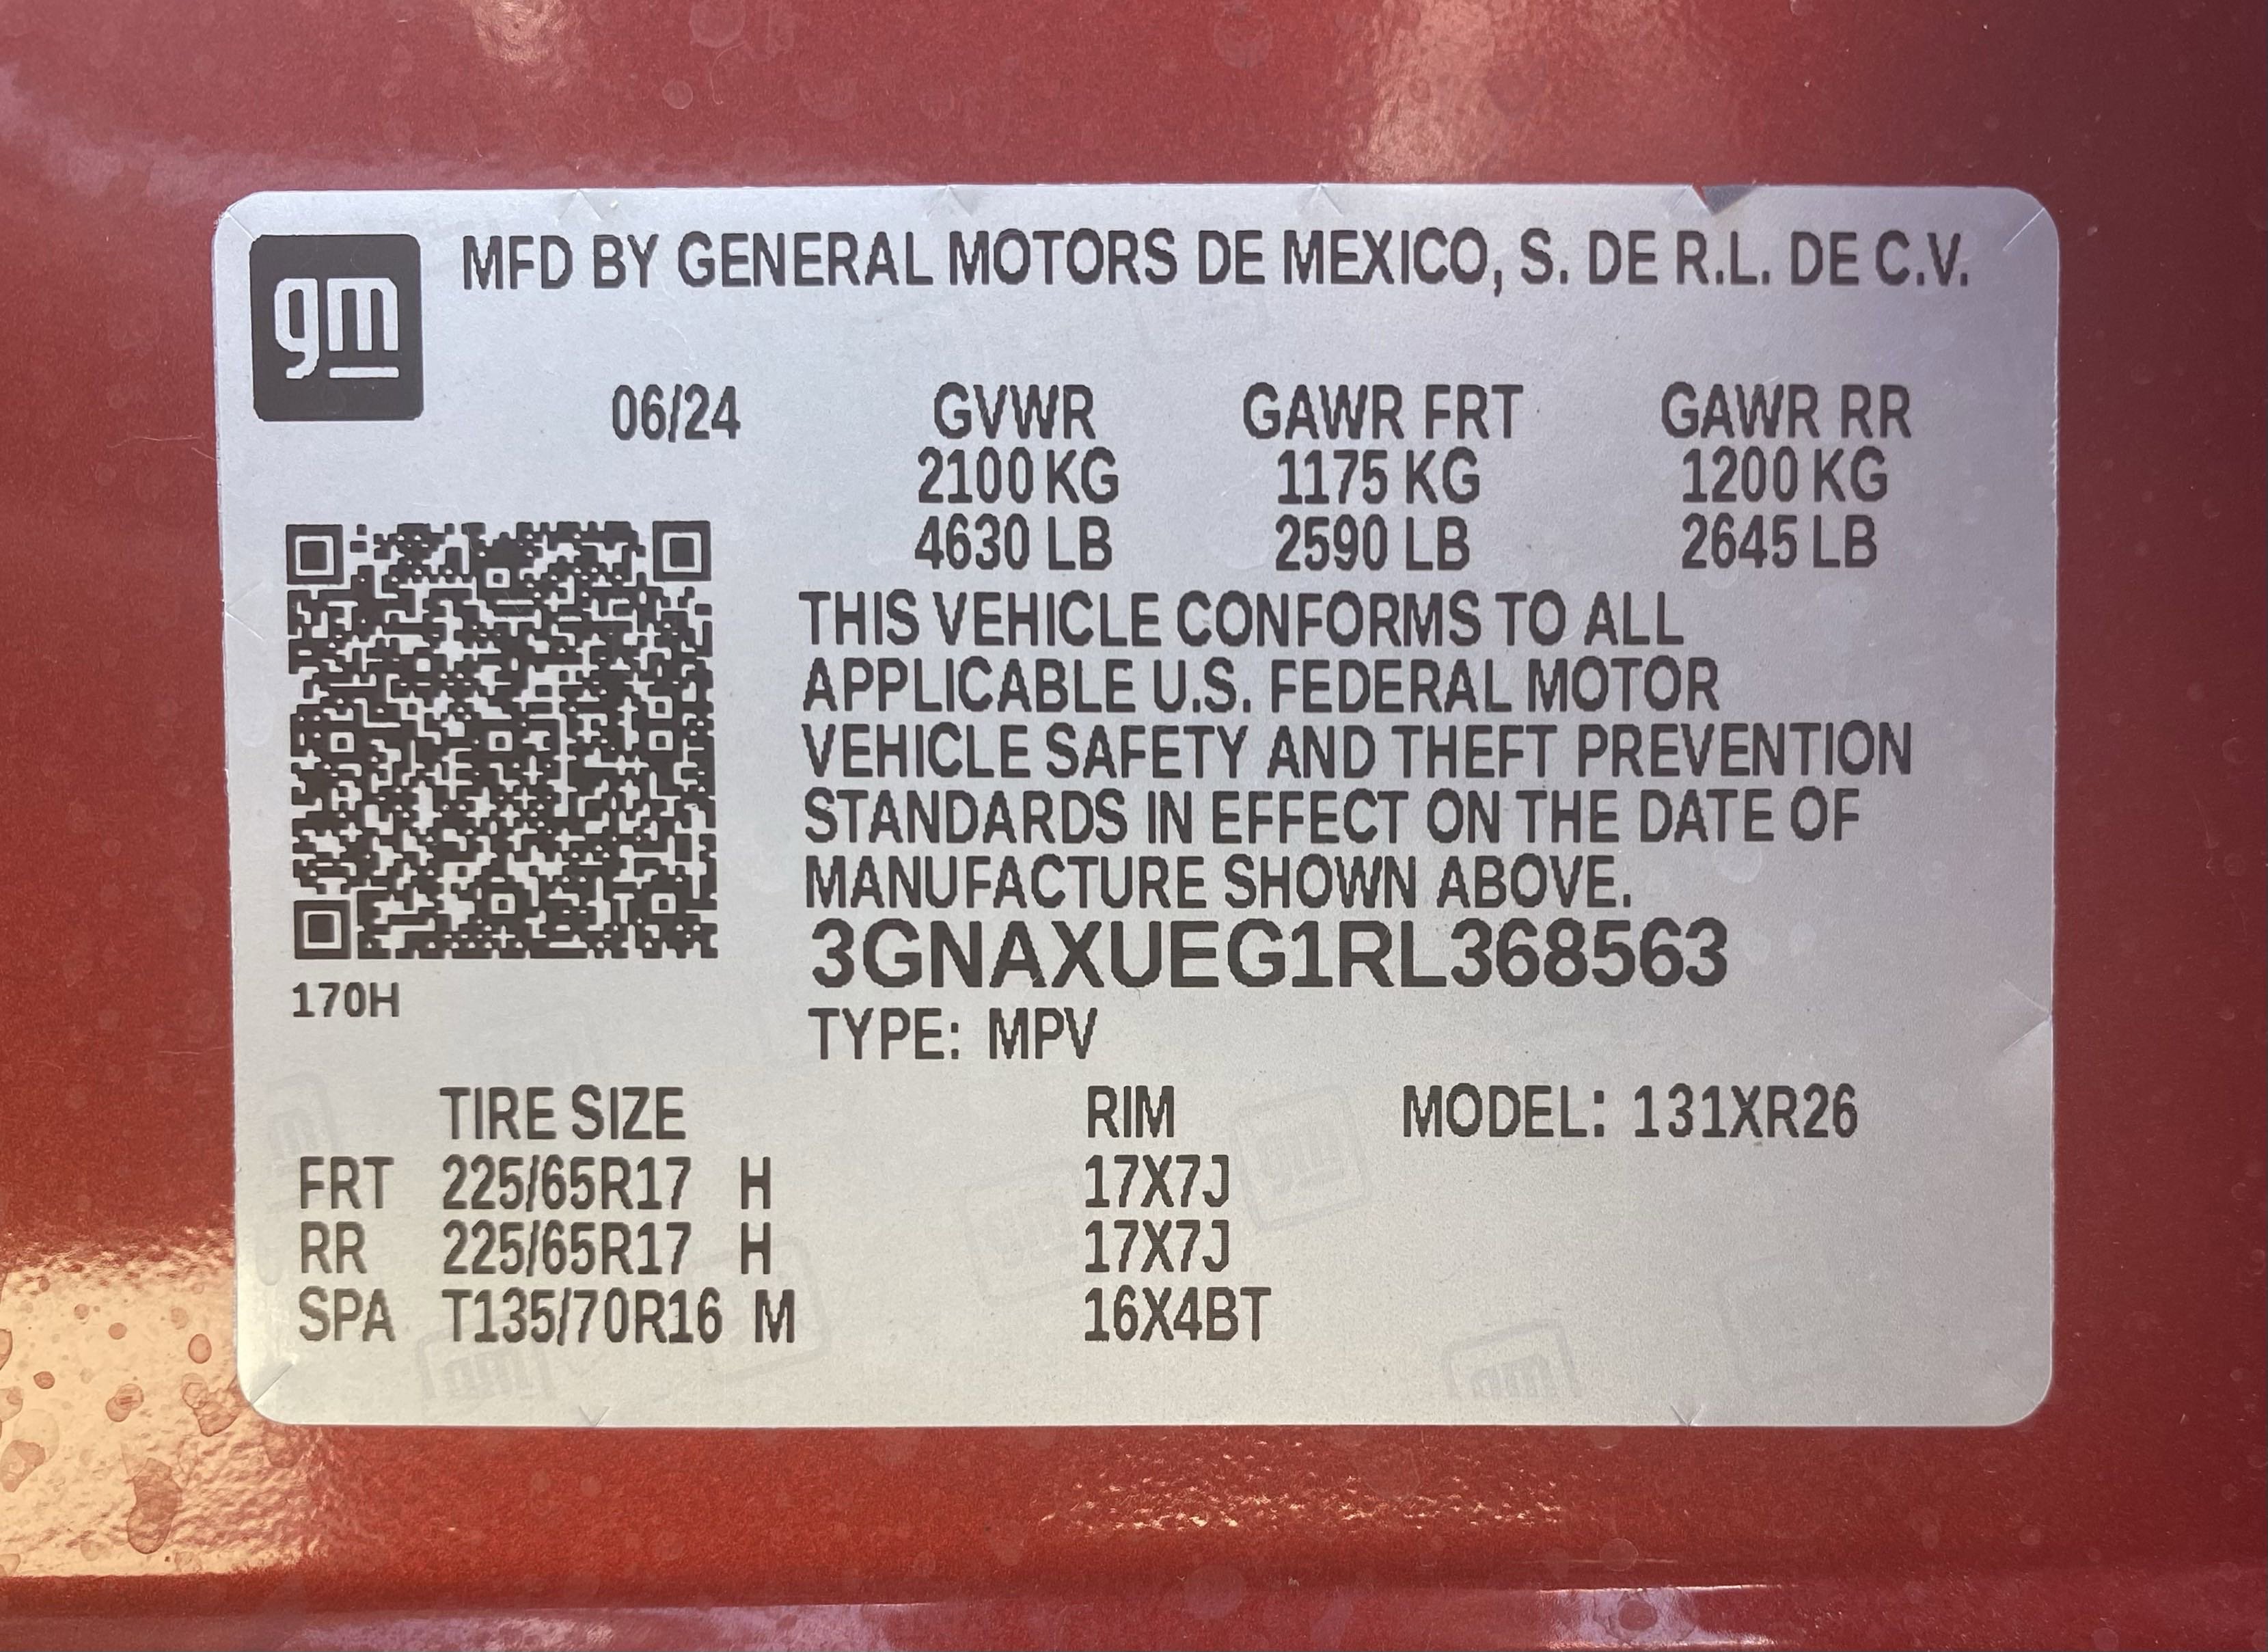 gm
MFD BY GENERAL MOTORS DE MEXICO, S. DE R.L. DE C.V.
06/24 GVWR GAWR FRT GAWR RR
2100 KG 1175 KG 1200 KG
4630 LB 2590 LB 2645 LB
THIS VEHICLE CONFORMS TO ALL
APPLICABLE U.S. FEDERAL MOTOR
VEHICLE SAFETY AND THEFT PREVENTION
STANDARDS IN EFFECT ON THE DATE OF
MANUFACTURE SHOWN ABOVE.
3GNAXUEG1RL368563
170H
TYPE: MPV
TIRE SIZE RIM MODEL: 131XR26
FRT 225/65R17 H 17X7J
RR 225/65R17 H 17X7J
SPA T135/70R16 M 16X4BT